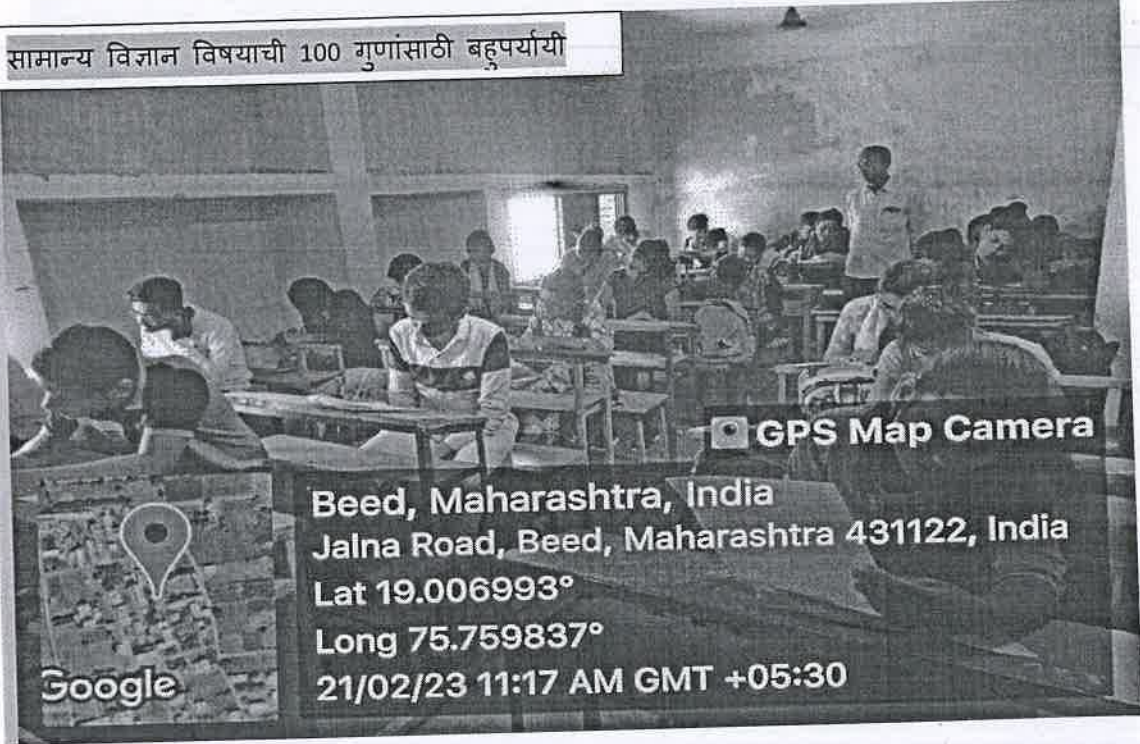 सामान्य विज्ञान विषयाची 100 गुणांसाठी बहुपर्यायी
GPS Map Camera
Beed, Maharashtra, India
Jalna Road, Beed, Maharashtra 431122, India
Lat 19.006993°
Long 75.759837°
21/02/23 11:17 AM GMT +05:30
Google